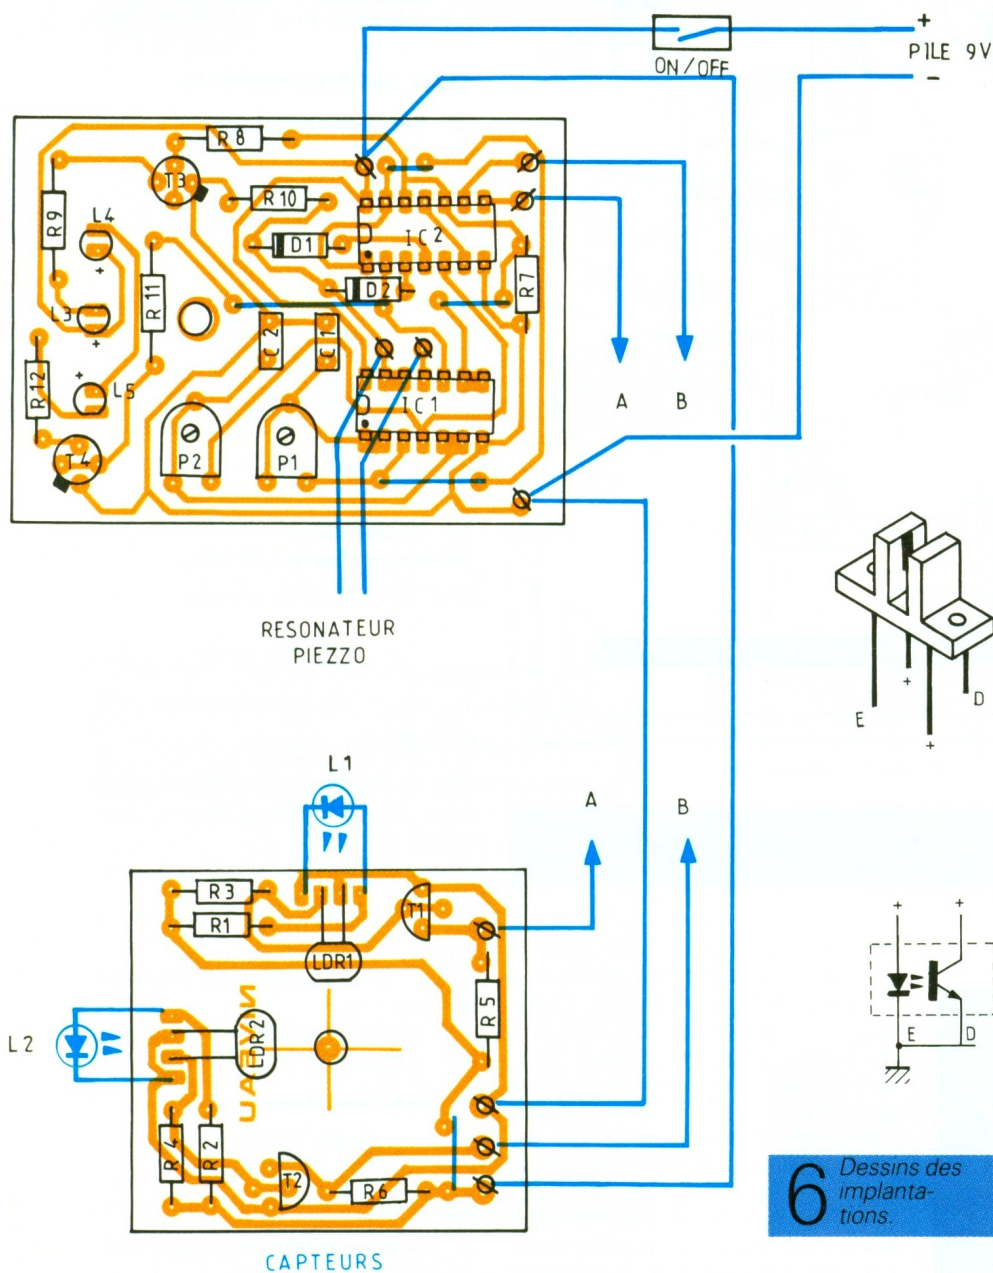 +
PILE 9V
-
ON/OFF
R8
T3
R10
R9
L4
+
D1
IC2
R7
D2
L3
+
R11
C2
C1
R12
+
L5
IC1
A
B
T4
P2
P1
RESONATEUR
PIEZZO
E
+
+
D
L1
A
B
R3
R1
T1
LDR1
R5
L2
LDR2
NIVEAU
R4
R2
T2
R6
CAPTEURS
+
+
E
D
6
Dessins des
implanta-
tions.